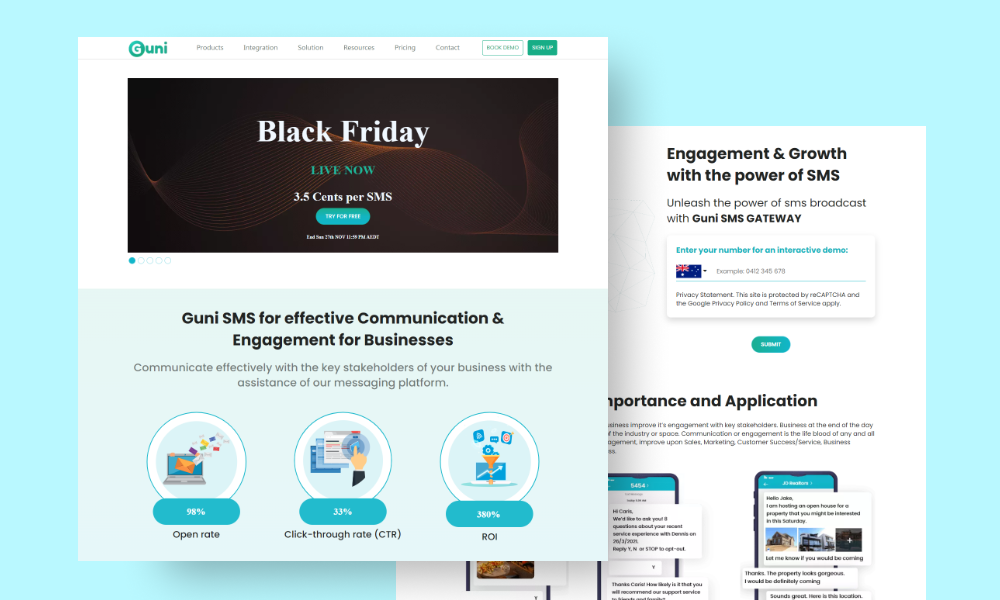 Guni
Products
Integration
Solution
Resources
Pricing
Contact
BOOK DEMO
SIGN UP
Black Friday
LIVE NOW
3.5 Cents per SMS
TRY FOR FREE
End Sun 27th NOV 11:59 PM AEDT
Guni SMS for effective Communication &
Engagement for Businesses
Communicate effectively with the key stakeholders of your business with the
assistance of our messaging platform.
98%
Open rate
33%
Click-through rate (CTR)
380%
ROI
Engagement & Growth
with the power of SMS
Unleash the power of sms broadcast
with Guni SMS GATEWAY
Enter your number for an interactive demo:
Example: 0412 345 678
Privacy Statement. This site is protected by reCAPTCHA and
the Google Privacy Policy and Terms of Service apply.
SUBMIT
mportance and Application
usiness improve it's engagement with key stakeholders. Business at the end of the day
of the industry or space. Communication or engagement is the life blood of any and all
agement, improve upon Sales, Marketing, Customer Success/Service, Business
ss.
5464
Hi Caris,
We'd like to ask you! 8
questions about your recent
service experience with Dennis on
26/3/2021.
Reply Y, N or STOP to opt-out.
Y
Thanks Caris! How likely is it that you
will recommend our support service
to friends and family?
Y
JG Realtors
Hello Jake,
I am hosting an open house for a
property that you might be interested
in this Saturday.
Let me know if you would be coming
Thanks. The property looks gorgeous.
I would be definitely coming
Sounds great. Here is this location.